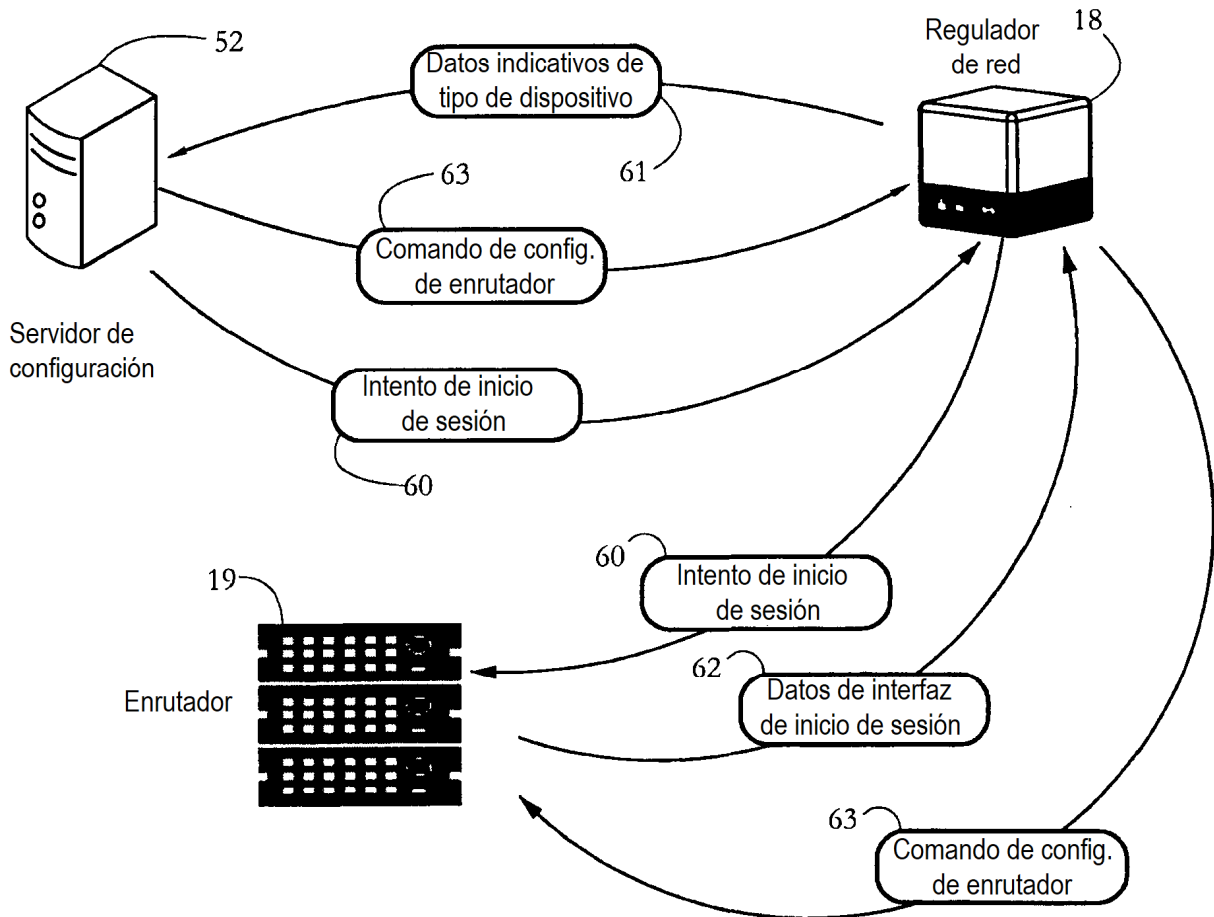 52
Datos indicativos de
tipo de dispositivo
61
Regulador
de red
18
63
Comando de config.
de enrutador
Servidor de
configuración
Intento de inicio
de sesión
60
60
Intento de inicio
de sesión
19
Enrutador
62
Datos de interfaz
de inicio de sesión
63
Comando de config.
de enrutador